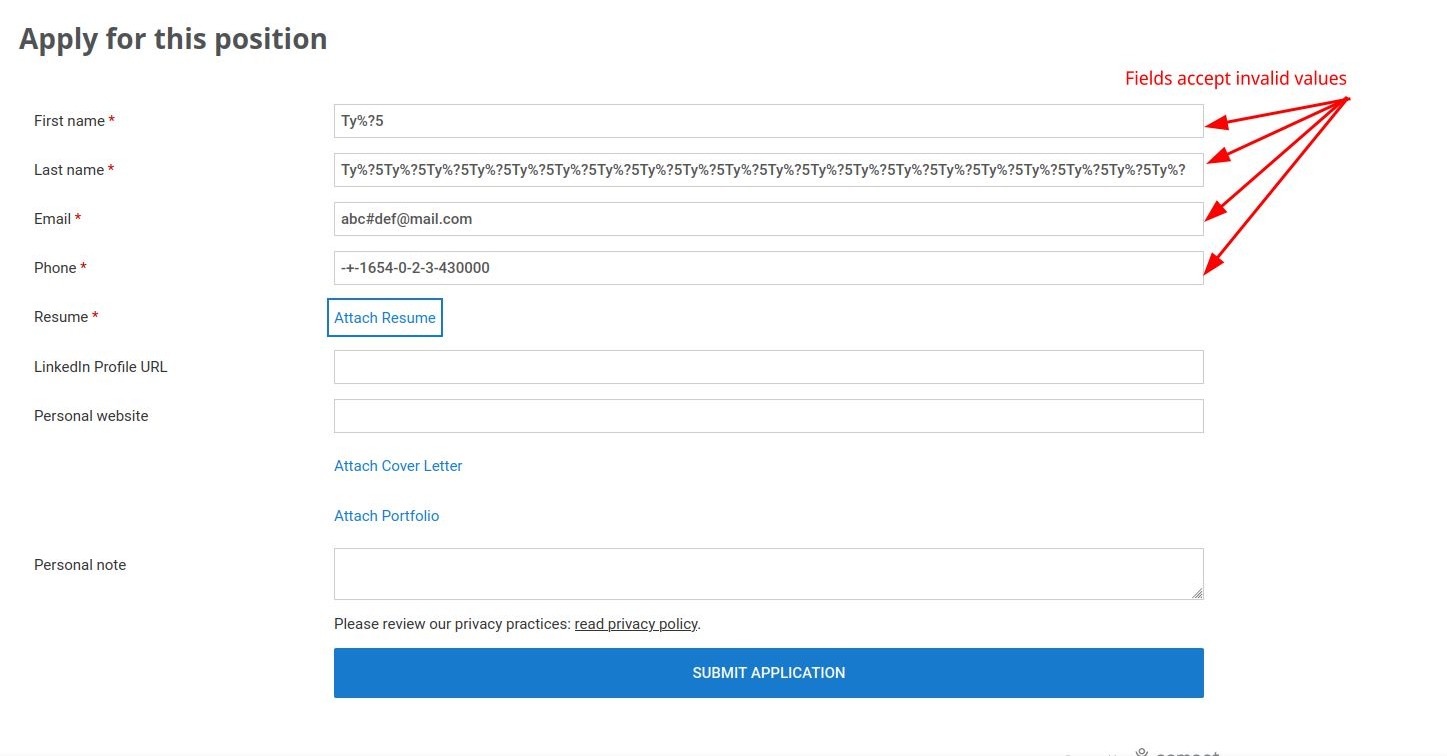 Apply for this position
Fields accept invalid values
First name *
Ty%?5
Last name *
Ty%?5Ty%?5Ty%?5Ty%?5Ty%?5Ty%?5Ty%?5Ty%?5Ty%?5Ty%?5Ty%?5Ty%?5Ty%?5Ty%?5Ty%?5Ty%?5Ty%?5Ty%?5Ty%?5Ty%?
Email *
abc#def@mail.com
Phone *
-+-1654-0-2-3-430000
Resume *
Attach Resume
LinkedIn Profile URL
Personal website
Attach Cover Letter
Attach Portfolio
Personal note
Please review our privacy practices: read privacy policy.
SUBMIT APPLICATION